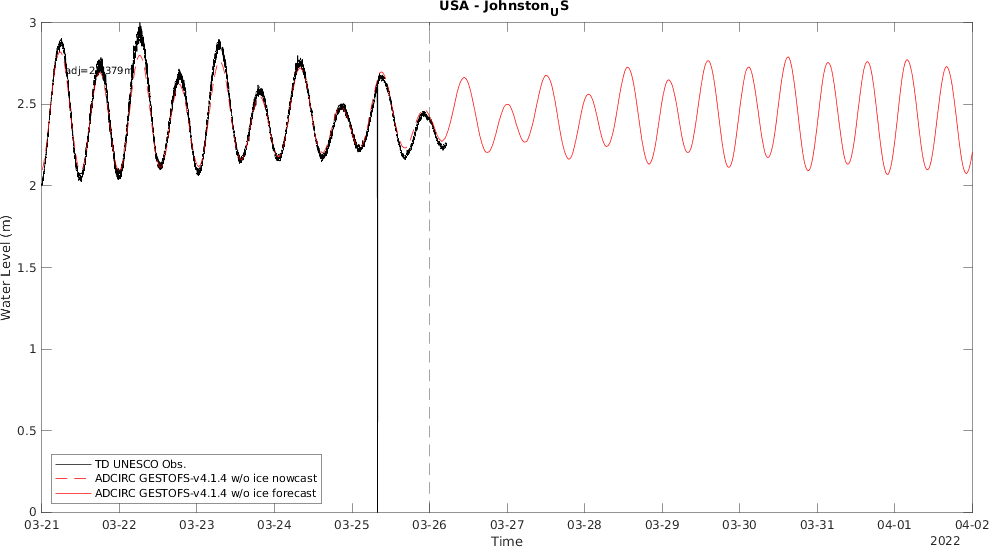 USA - JohnstonUS
3
2.5
2
1.5
1
0.5
0
Water Level (m)
TD UNESCO Obs.
ADCIRC GESTOFS-v4.1.4 w/o ice nowcast
ADCIRC GESTOFS-v4.1.4 w/o ice forecast
03-21 03-22 03-23 03-24 03-25 03-26 03-27 03-28 03-29 03-30 03-31 04-01 04-02
Time
2022